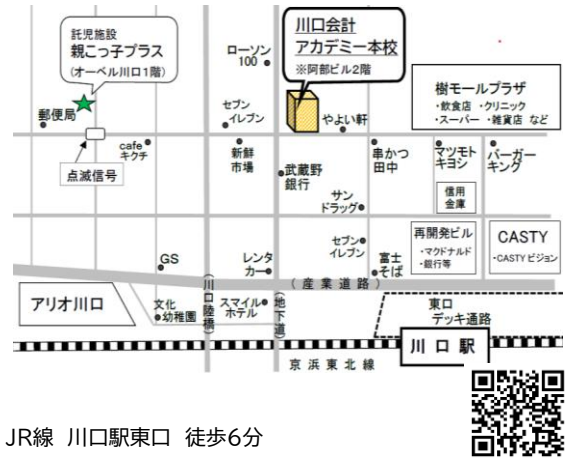 託児施設
親こっ子プラス
(オーベル川口1階)
ローソン
100
川口会計
アカデミー本校
※阿部ビル2階
樹モールプラザ
・飲食店 ・クリニック
・スーパー ・雑貨店 など
郵便局
セブン
イレブン
やよい軒
cafe
キクチ
点滅信号
新鮮
市場
武蔵野
銀行
串かつ
田中
マツモト
キヨシ
バーガー
キング
信用
金庫
サン
ドラッグ
セブン
イレブン
再開発ビル
・マクドナルド
・銀行等
CASTY
・CASTYビジョン
GS
レンタ
カー
富士
そば
(産業道路)
アリオ川口
文化
幼稚園
(川口陸橋)
スマイル
ホテル
(地下道)
東口
デッキ通路
川口駅
京浜東北線
JR線 川口駅東口 徒歩6分